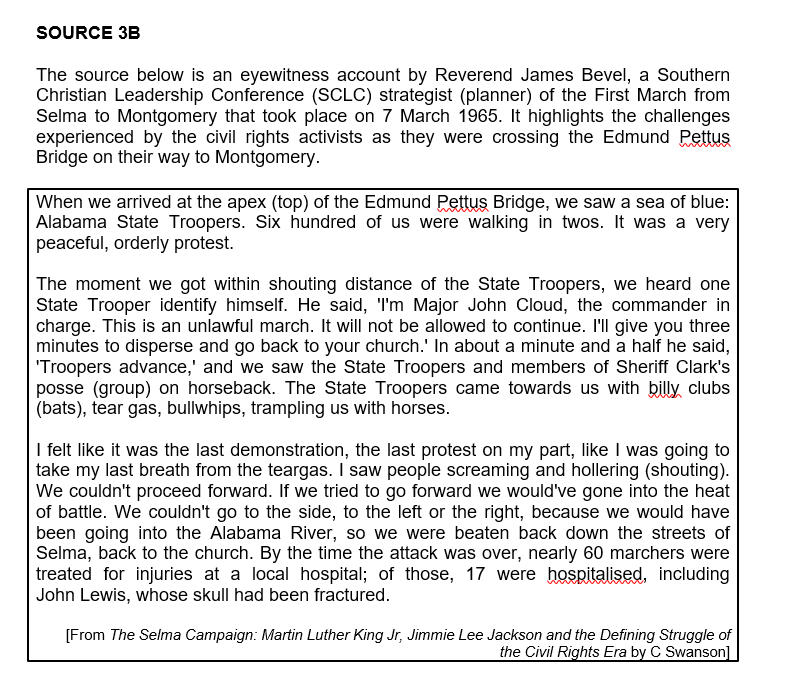 SOURCE 3B
The source below is an eyewitness account by Reverend James Bevel, a Southern
Christian Leadership Conference (SCLC) strategist (planner) of the First March from
Selma to Montgomery that took place on 7 March 1965. It highlights the challenges
experienced by the civil rights activists as they were crossing the Edmund Pettus
Bridge on their way to Montgomery.
When we arrived at the apex (top) of the Edmund Pettus Bridge, we saw a sea of blue:
Alabama State Troopers. Six hundred of us were walking in twos. It was a very
peaceful, orderly protest.
The moment we got within shouting distance of the State Troopers, we heard one
State Trooper identify himself. He said, 'I'm Major John Cloud, the commander in
charge. This is an unlawful march. It will not be allowed to continue. I'll give you three
minutes to disperse and go back to your church.' In about a minute and a half he said,
'Troopers advance,' and we saw the State Troopers and members of Sheriff Clark's
posse (group) on horseback. The State Troopers came towards us with billy clubs
(bats), tear gas, bullwhips, trampling us with horses.
I felt like it was the last demonstration, the last protest on my part, like I was going to
take my last breath from the teargas. I saw people screaming and hollering (shouting).
We couldn't proceed forward. If we tried to go forward we would've gone into the heat
of battle. We couldn't go to the side, to the left or the right, because we would have
been going into the Alabama River, so we were beaten back down the streets of
Selma, back to the church. By the time the attack was over, nearly 60 marchers were
treated for injuries at a local hospital; of those, 17 were hospitalised, including
John Lewis, whose skull had been fractured.
[From The Selma Campaign: Martin Luther King Jr, Jimmie Lee Jackson and the Defining Struggle of
the Civil Rights Era by C Swanson]